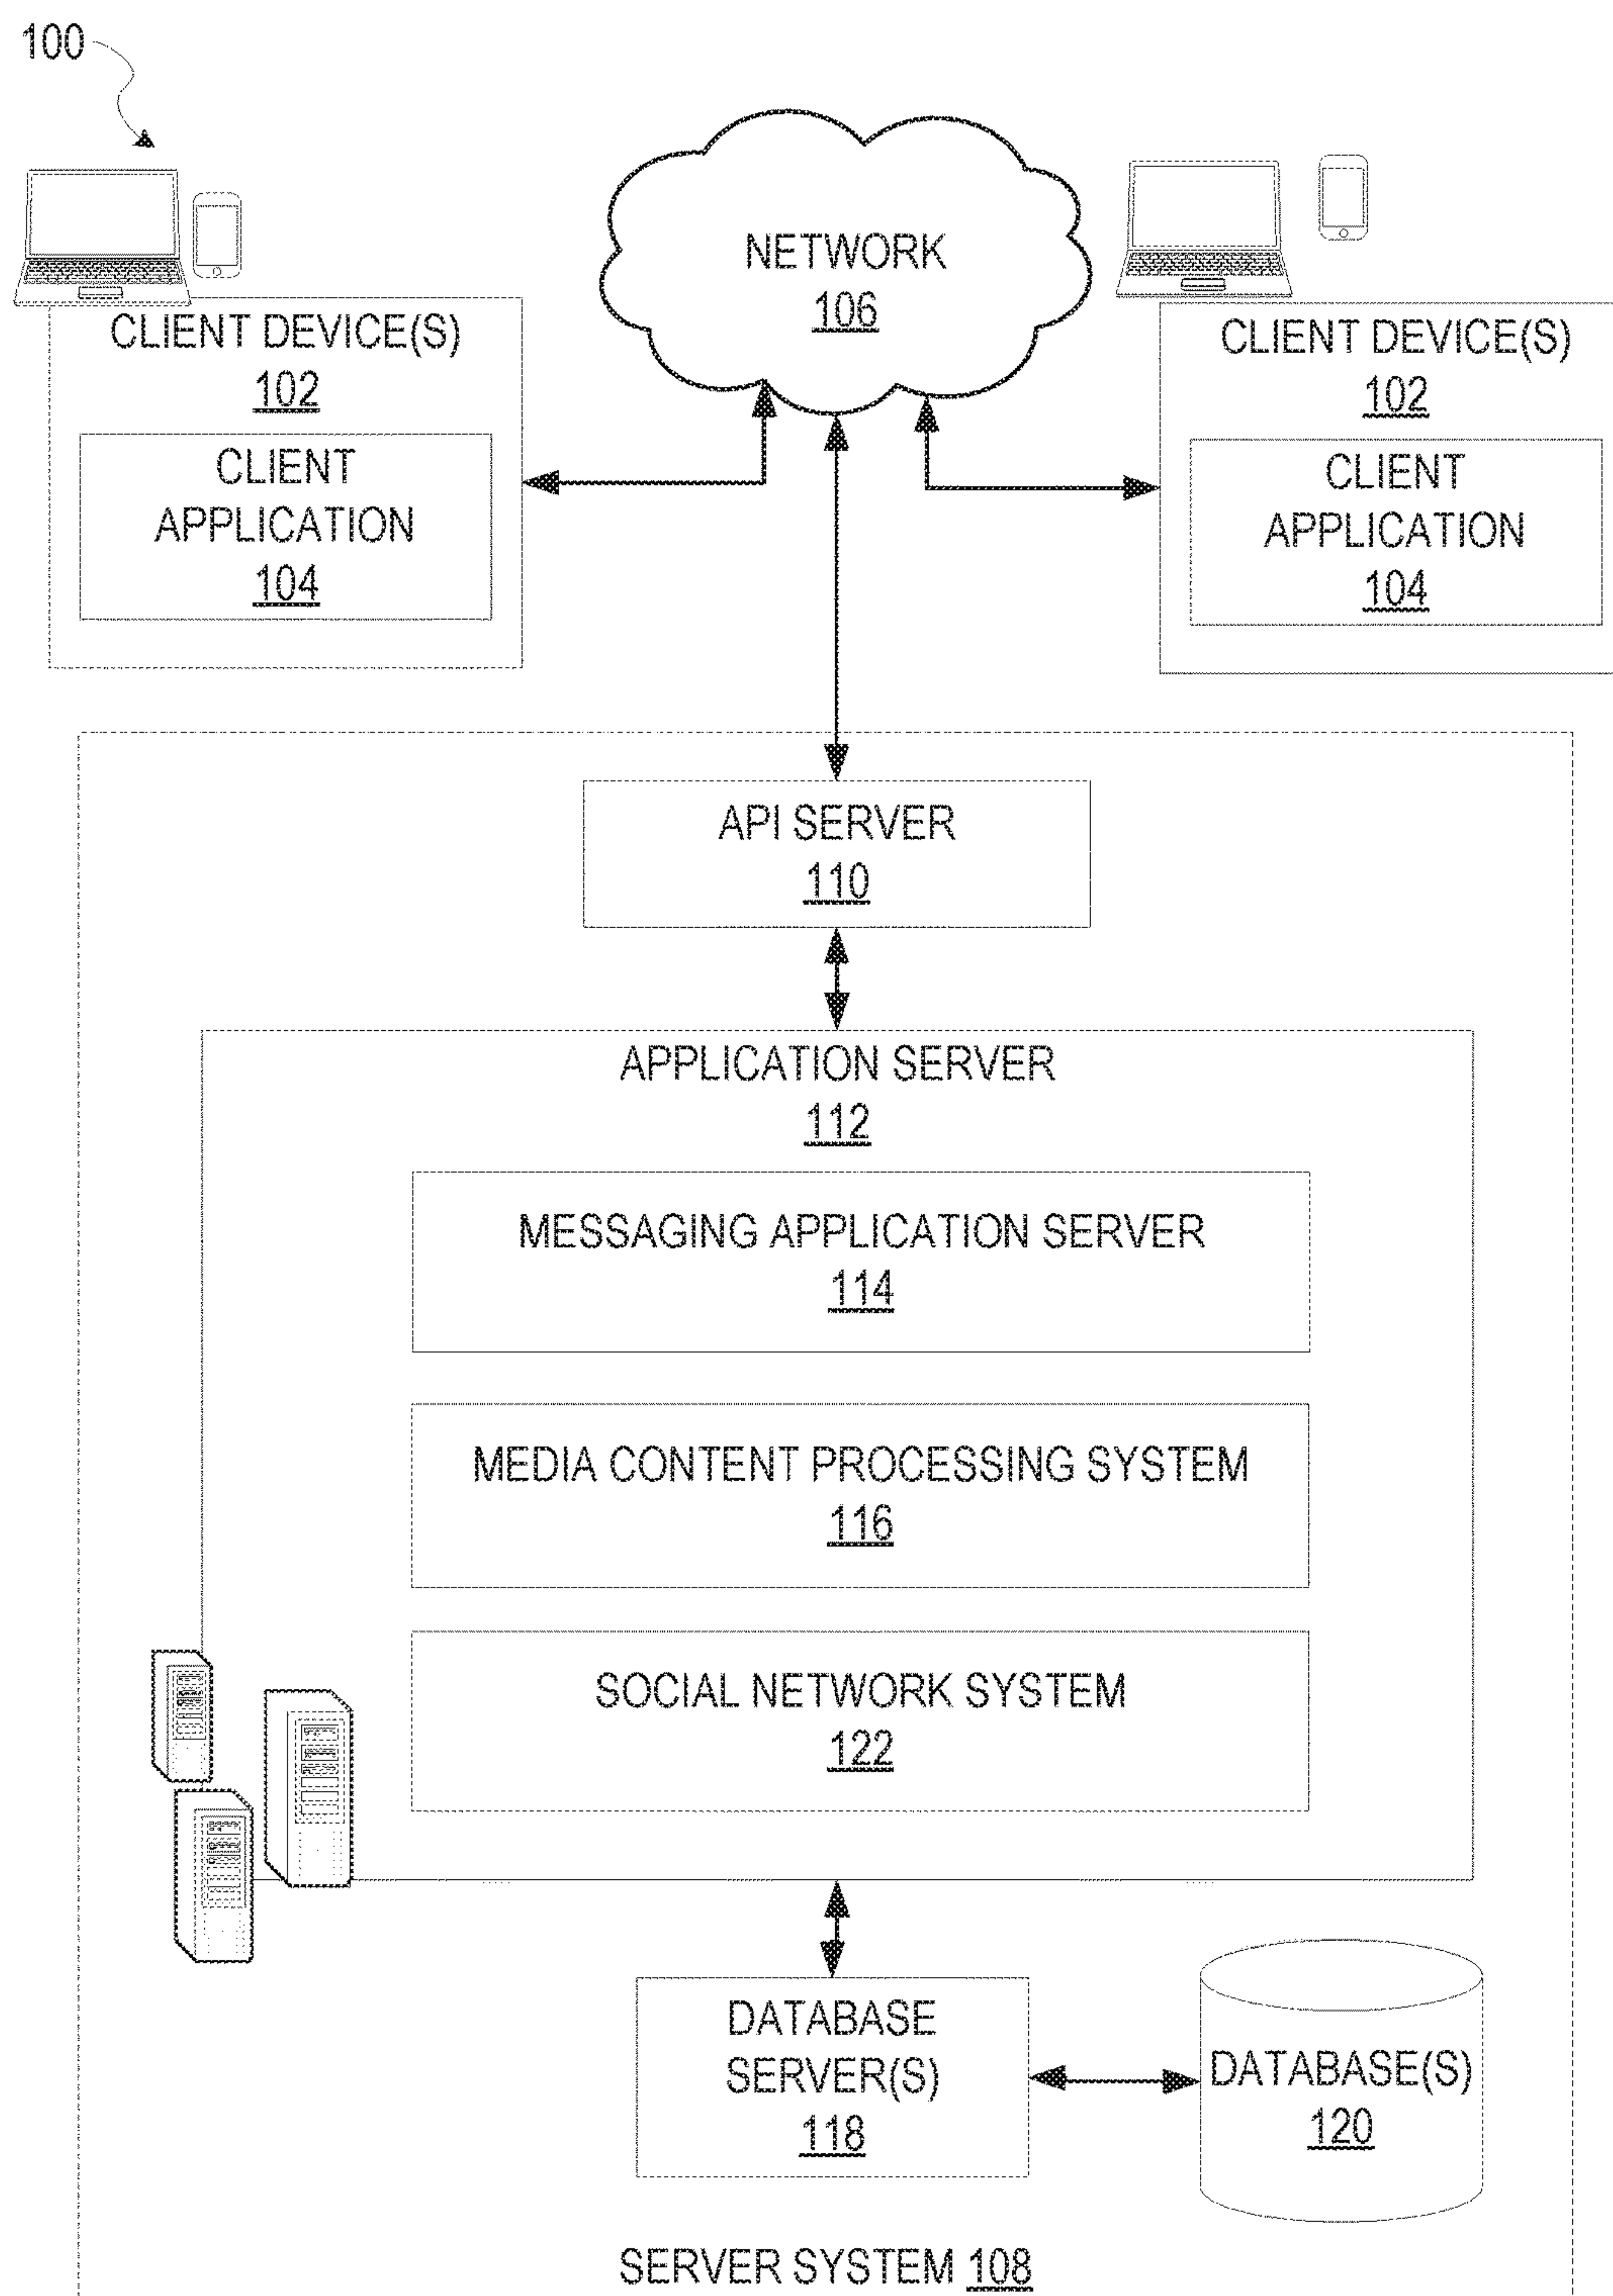 100
NETWORK
106
CLIENT DEVICE(S)
102
CLIENT
APPLICATION
104
CLIENT DEVICE(S)
102
CLIENT
APPLICATION
104
API SERVER
110
APPLICATION SERVER
112
MESSAGING APPLICATION SERVER
114
MEDIA CONTENT PROCESSING SYSTEM
116
SOCIAL NETWORK SYSTEM
122
DATABASE
SERVER(S)
118
DATABASE(S)
120
SERVER SYSTEM 108